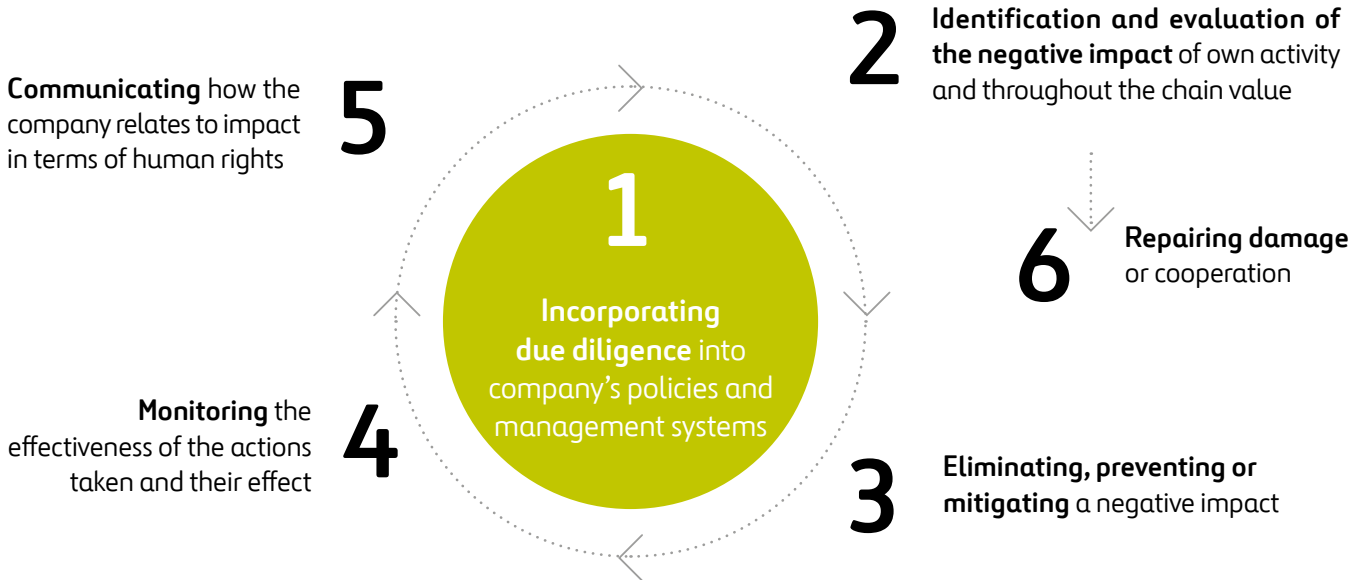 1
Incorporating
due diligence into
company's policies and
management systems
2
Identification and evaluation of
the negative impact of own activity
and throughout the chain value
3
Eliminating, preventing or
mitigating a negative impact
4
Monitoring the
effectiveness of the actions
taken and their effect
5
Communicating how the
company relates to impact
in terms of human rights
6
Repairing damage
or cooperation